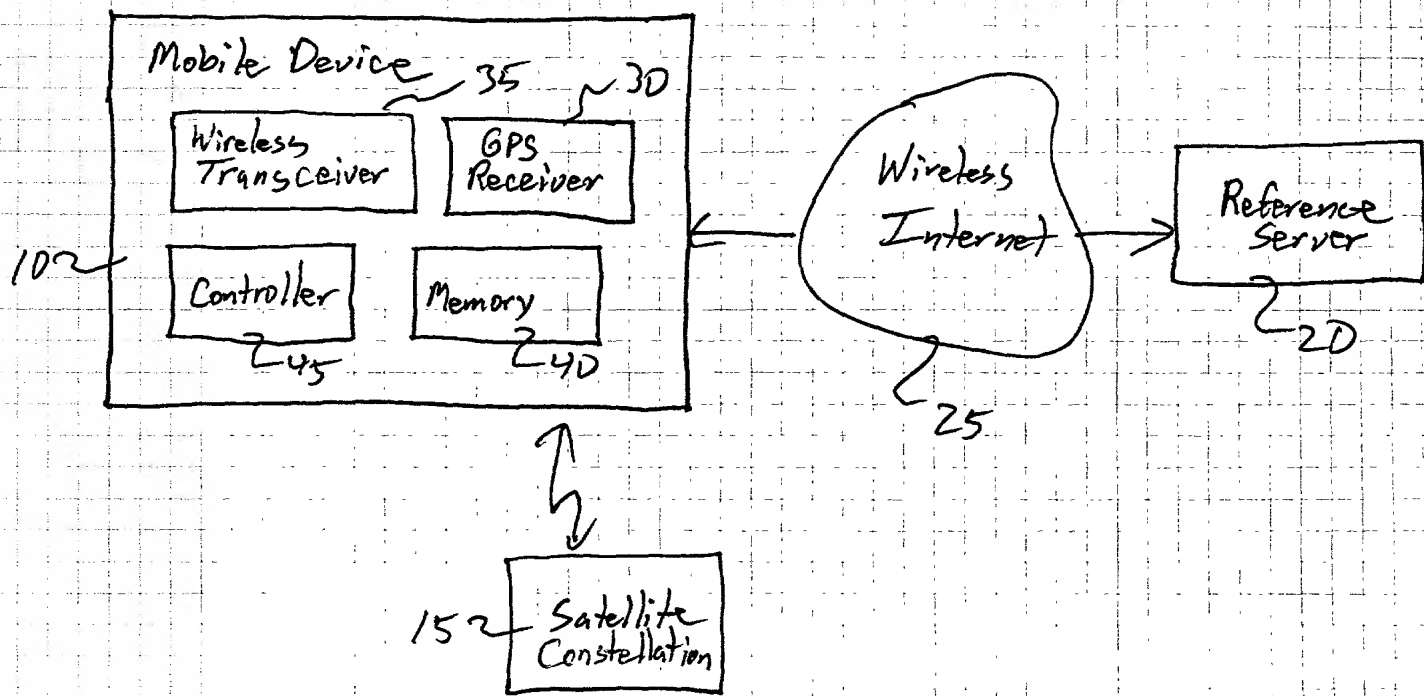 Mobile Device
35
30
Wireless
Transceiver
GPS
Receiver
10
Controller
Memory
45
40
Wireless
Internet
25
Reference
Server
20
15
Satellite
Constellation